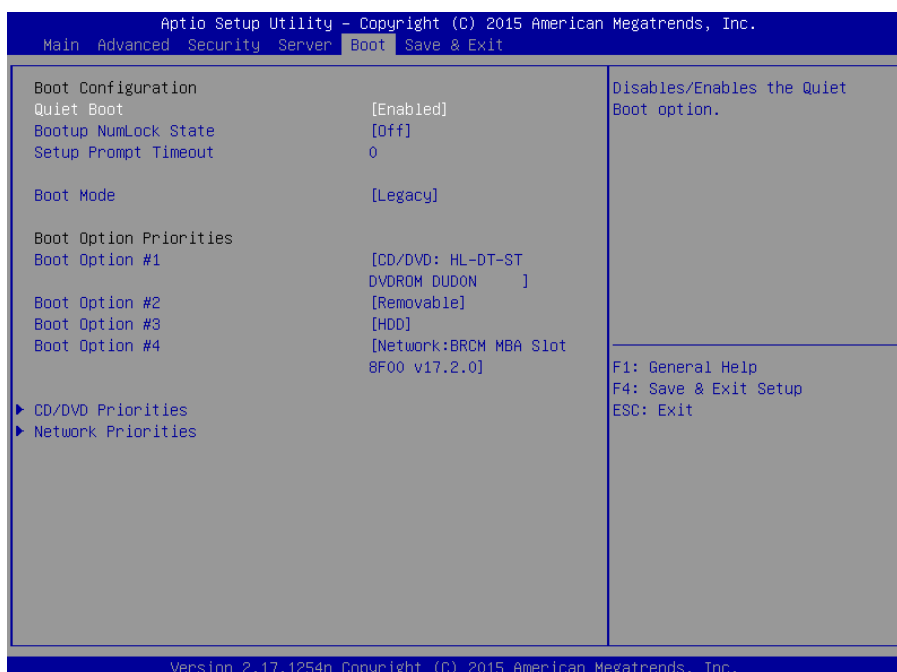 Aptio Setup Utility – Copyright (C) 2015 American Megatrends, Inc.
Main Advanced Security Server Boot Save & Exit
Boot Configuration
Quiet Boot [Enabled]
Bootup NumLock State [Off]
Setup Prompt Timeout 0
Boot Mode [Legacy]
Boot Option Priorities
Boot Option #1 [CD/DVD: HL-DT-ST
DVDROM DUD0N ]
Boot Option #2 [Removable]
Boot Option #3 [HDD]
Boot Option #4 [Network:BRCM MBA Slot
8F00 v17.2.0]
CD/DVD Priorities
Network Priorities
Disables/Enables the Quiet
Boot option.
F1: General Help
F4: Save & Exit Setup
ESC: Exit
Version 2.17.1254n Copyright (C) 2015 American Megatrends, Inc.